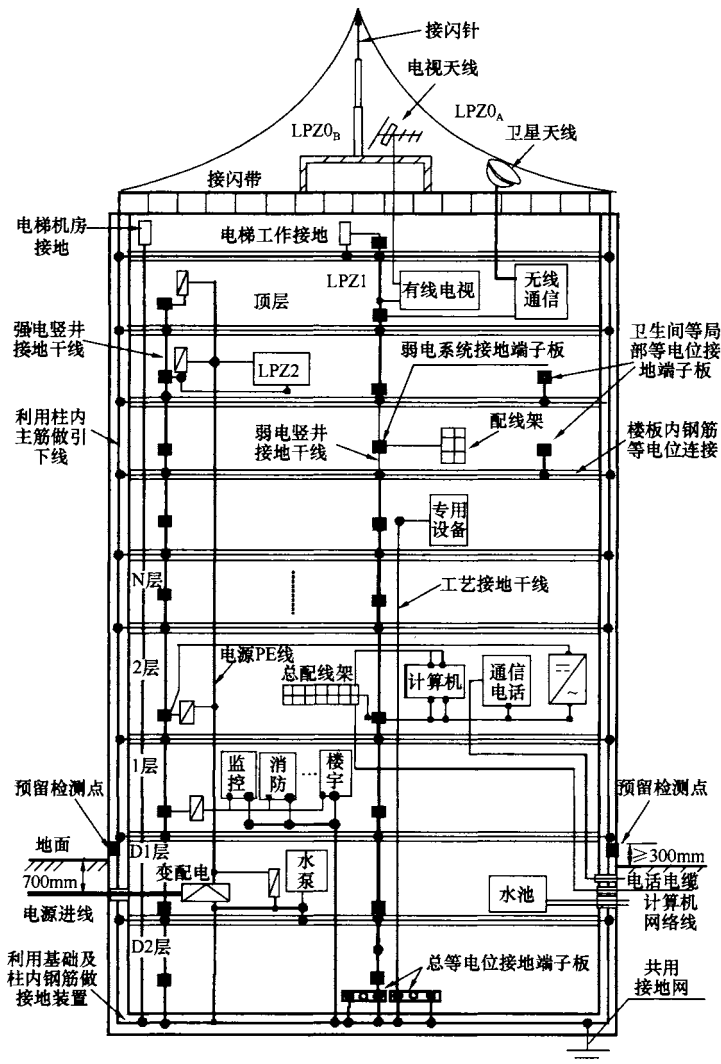 接闪针
电视天线
LPZ0A
LPZ0B
卫星天线
接闪带
电梯机房
接地
电梯工作接地
LPZ1
有线电视
无线
通信
顶层
强电竖井
接地干线
LPZ2
弱电系统接地端子板
卫生间等局
部等电位接
地端子板
利用柱内
主筋做引
下线
弱电竖井
接地干线
配线架
楼板内钢筋
等电位连接
专用
设备
N层
工艺接地干线
2层
电源PE线
总配线架
计算机
通信
电话
1层
监
控
消
防
…
楼
宇
预留检测点
预留检测点
地面
D1层
≥300mm
700mm
变配电
水
泵
水池
电话电缆
计算机
网络线
电源进线
D2层
利用基础及
柱内钢筋做
接地装置
总等电位接地端子板
共用
接地网